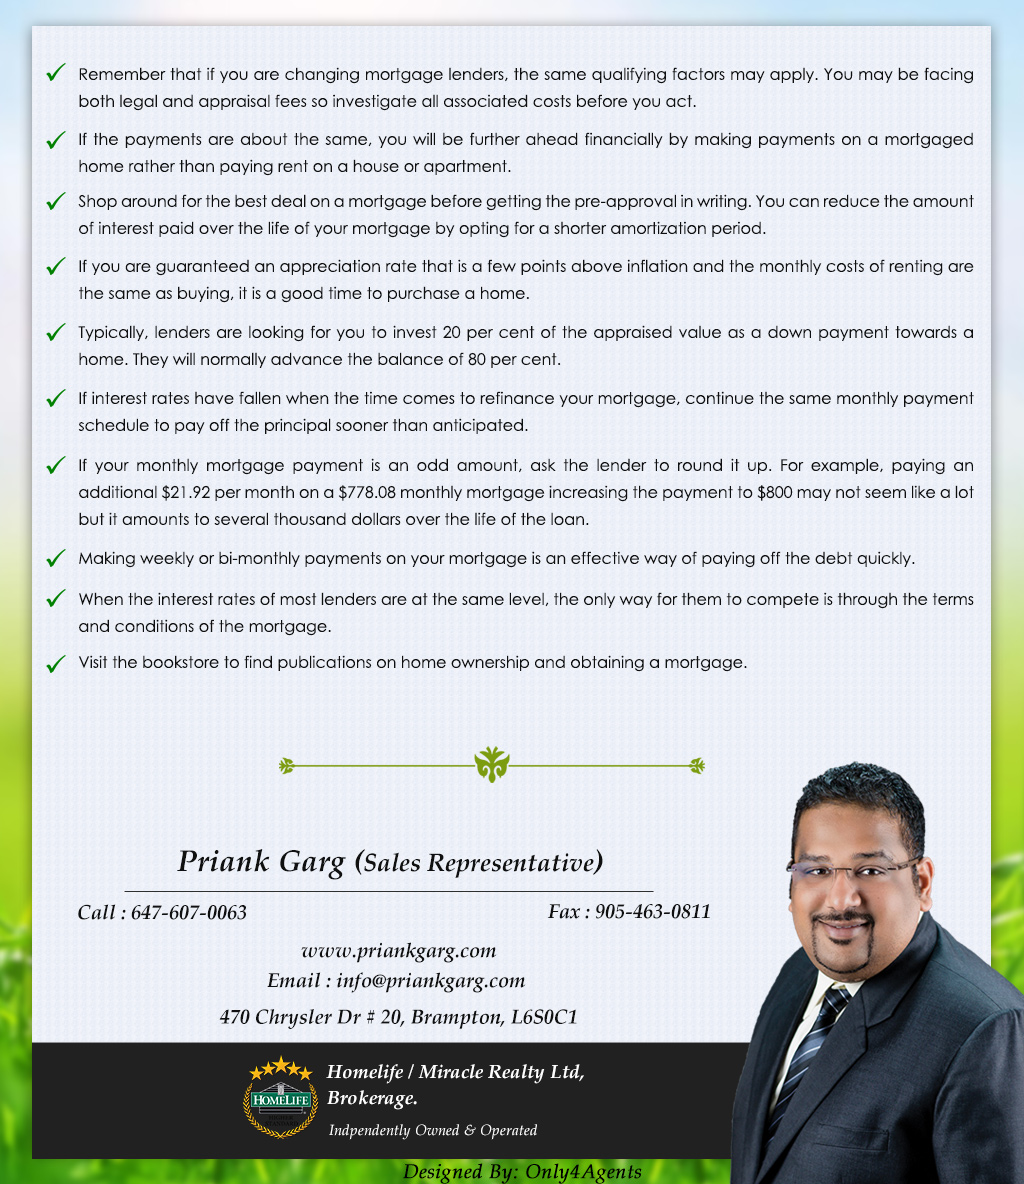 Remember that if you are changing mortgage lenders, the same qualifying factors may apply. You may be facing
both legal and appraisal fees so investigate all associated costs before you act.
If the payments are about the same, you will be further ahead financially by making payments on a mortgaged
home rather than paying rent on a house or apartment.
Shop around for the best deal on a mortgage before getting the pre-approval in writing. You can reduce the amount
of interest paid over the life of your mortgage by opting for a shorter amortization period.
If you are guaranteed an appreciation rate that is a few points above inflation and the monthly costs of renting are
the same as buying, it is a good time to purchase a home.
Typically, lenders are looking for you to invest 20 per cent of the appraised value as a down payment towards a
home. They will normally advance the balance of 80 per cent.
If interest rates have fallen when the time comes to refinance your mortgage, continue the same monthly payment
schedule to pay off the principal sooner than anticipated.
If your monthly mortgage payment is an odd amount, ask the lender to round it up. For example, paying an
additional $21.92 per month on a $778.08 monthly mortgage increasing the payment to $800 may not seem like a lot
but it amounts to several thousand dollars over the life of the loan.
Making weekly or bi-monthly payments on your mortgage is an effective way of paying off the debt quickly.
When the interest rates of most lenders are at the same level, the only way for them to compete is through the terms
and conditions of the mortgage.
Visit the bookstore to find publications on home ownership and obtaining a mortgage.
Priank Garg (Sales Representative)
Call : 647-607-0063
Fax : 905-463-0811
www.priankgarg.com
Email : info@priankgarg.com
470 Chrysler Dr # 20, Brampton, L6S0C1
HOMELIFE
Homelife / Miracle Realty Ltd,
Brokerage.
Indpendently Owned & Operated
Designed By: Only4Agents